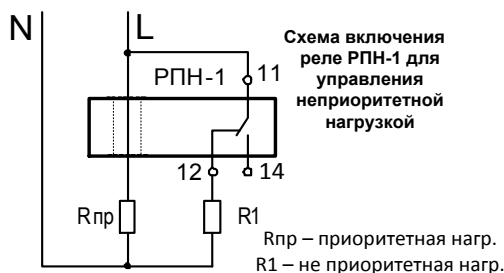 N
L
РПН-1
11
12
14
Rпр
R1
Схема включения
реле РПН-1 для
управления
неприоритетной
нагрузкой
Rпр – приоритетная нагр.
R1 – не приоритетная нагр.